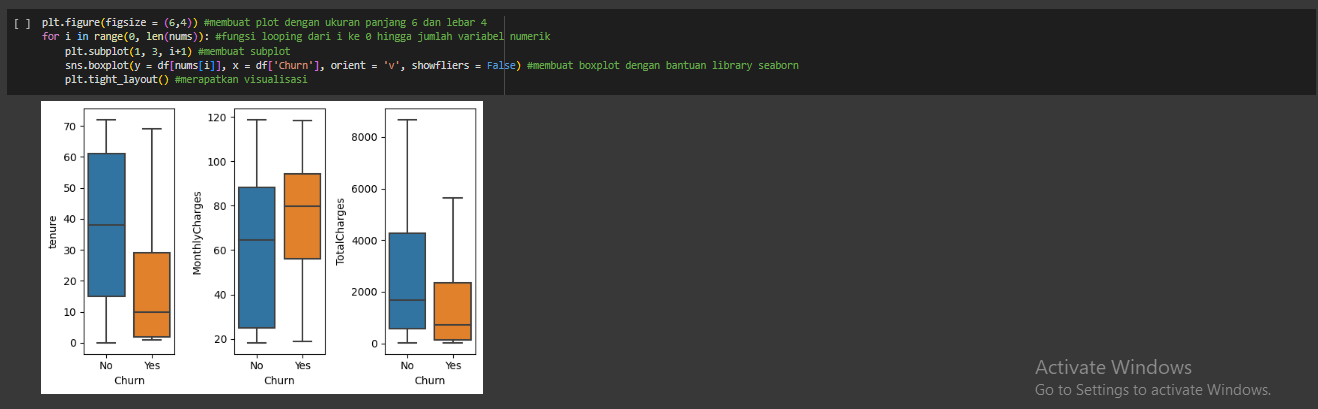 [ ] plt.figure(figsize = (6,4)) #membuat plot dengan ukuran panjang 6 dan lebar 4
for i in range(0, len(nums)): #fungsi looping dari i ke 0 hingga jumlah variabel numerik
plt.subplot(1, 3, i+1) #membuat subplot
sns.boxplot(y = df[nums[i]], x = df['Churn'], orient = 'v', showfliers = False) #membuat boxplot dengan bantuan library seaborn
plt.tight_layout() #merapatkan visualisasi
tenure
70
60
50
40
30
20
10
0
No Yes
Churn
MonthlyCharges
120
100
80
60
40
20
No Yes
Churn
TotalCharges
8000
6000
4000
2000
0
No Yes
Churn
Activate Windows
Go to Settings to activate Windows.